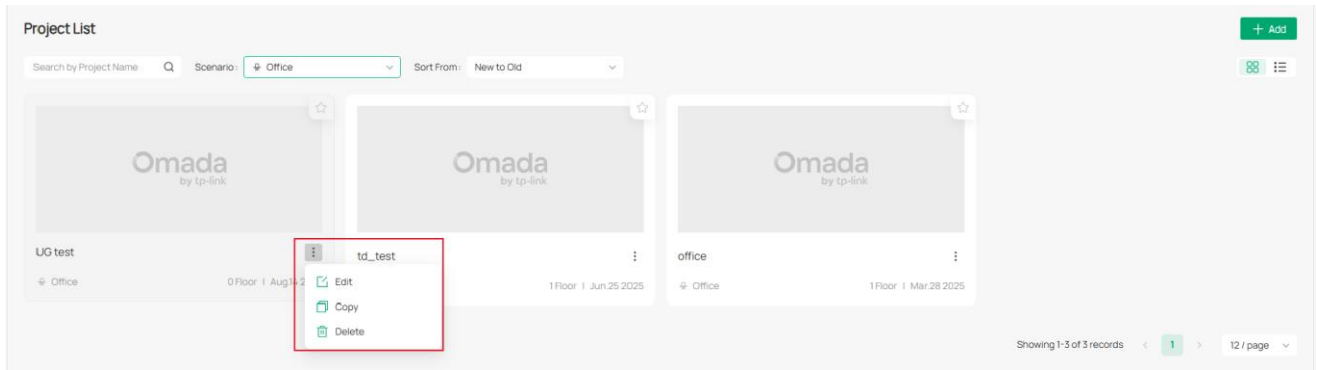 Project List
+ Add
Search by Project Name
Scenario: Office
Sort From: New to Old
Omada
by tp-link
Omada
by tp-link
Omada
by tp-link
UG test
td_test
office
Office
0 Floor | Aug.14 2
1 Floor | Jun.25 2025
Office
1 Floor | Mar.28 2025
Edit
Copy
Delete
Showing 1-3 of 3 records
1
12 / page